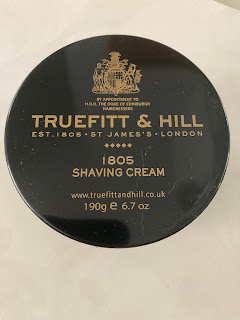 BY APPOINTMENT TO
H.R.H. THE DUKE OF EDINBURGH
HAIRDRESSERS
TRUEFITT & HILL
EST. 1805 - ST JAMES'S - LONDON
1805
SHAVING CREAM
www.truefittandhill.co.uk
190g e 6.7 oz